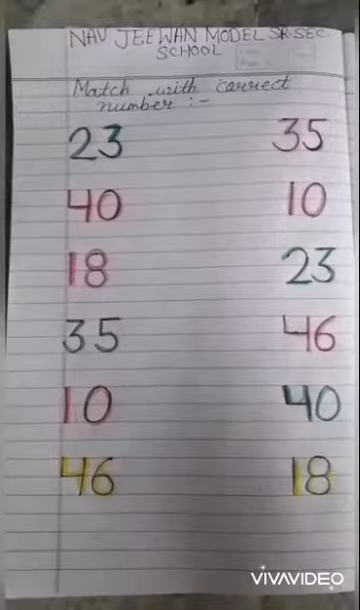 NAV JEEWAN MODEL SR. SEC.
SCHOOL
Match with correct
number :-
23 35
40 10
18 23
35 46
10 40
46 18
VIVAVIDEO